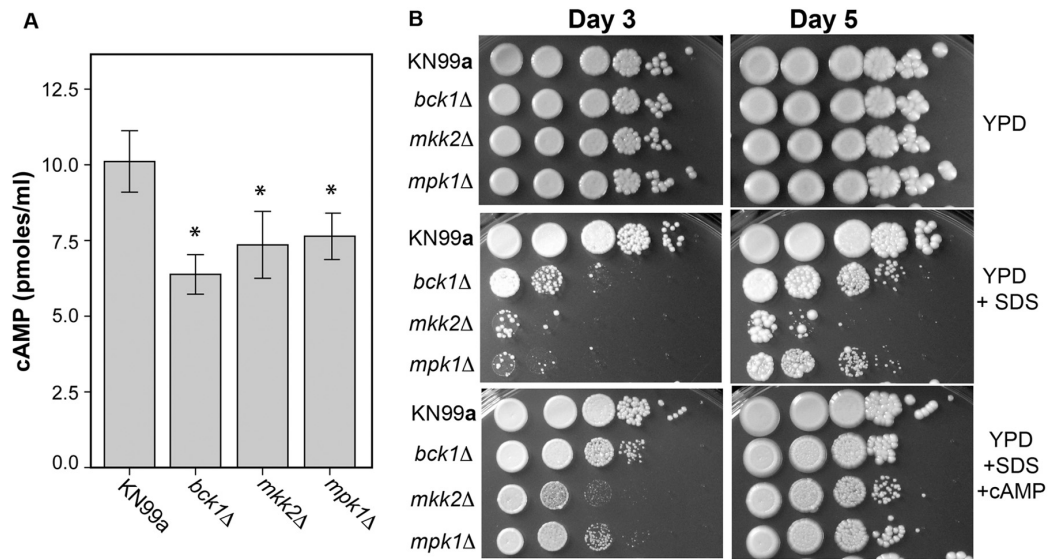 A
cAMP (pmoles/ml)
12.5
10.0
7.5
5.0
2.5
0.0
*
*
*
KN99a
bck1Δ
mkk2Δ
mpk1Δ
B
Day 3
Day 5
KN99a
bck1Δ
mkk2Δ
mpk1Δ
YPD
KN99a
bck1Δ
mkk2Δ
mpk1Δ
YPD
+ SDS
KN99a
bck1Δ
mkk2Δ
mpk1Δ
YPD
+SDS
+cAMP